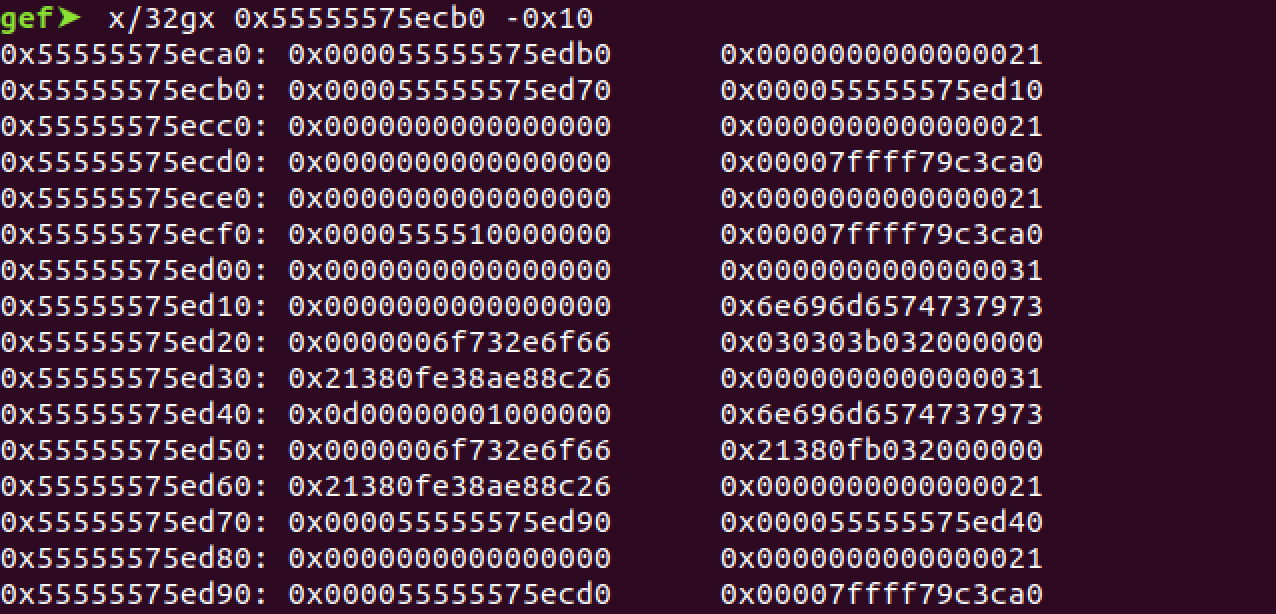 gef➤ x/32gx 0x55555575ecb0 -0x10
0x55555575eca0: 0x000055555575edb0 0x0000000000000021
0x55555575ecb0: 0x000055555575ed70 0x000055555575ed10
0x55555575ecc0: 0x0000000000000000 0x0000000000000021
0x55555575ecd0: 0x0000000000000000 0x00007ffff79c3ca0
0x55555575ece0: 0x0000000000000000 0x0000000000000021
0x55555575ecf0: 0x0000555510000000 0x00007ffff79c3ca0
0x55555575ed00: 0x0000000000000000 0x0000000000000031
0x55555575ed10: 0x0000000000000000 0x6e696d6574737973
0x55555575ed20: 0x0000006f732e6f66 0x030303b032000000
0x55555575ed30: 0x21380fe38ae88c26 0x0000000000000031
0x55555575ed40: 0x0d00000001000000 0x6e696d6574737973
0x55555575ed50: 0x0000006f732e6f66 0x21380fb032000000
0x55555575ed60: 0x21380fe38ae88c26 0x0000000000000021
0x55555575ed70: 0x000055555575ed90 0x000055555575ed40
0x55555575ed80: 0x0000000000000000 0x0000000000000021
0x55555575ed90: 0x000055555575ecd0 0x00007ffff79c3ca0